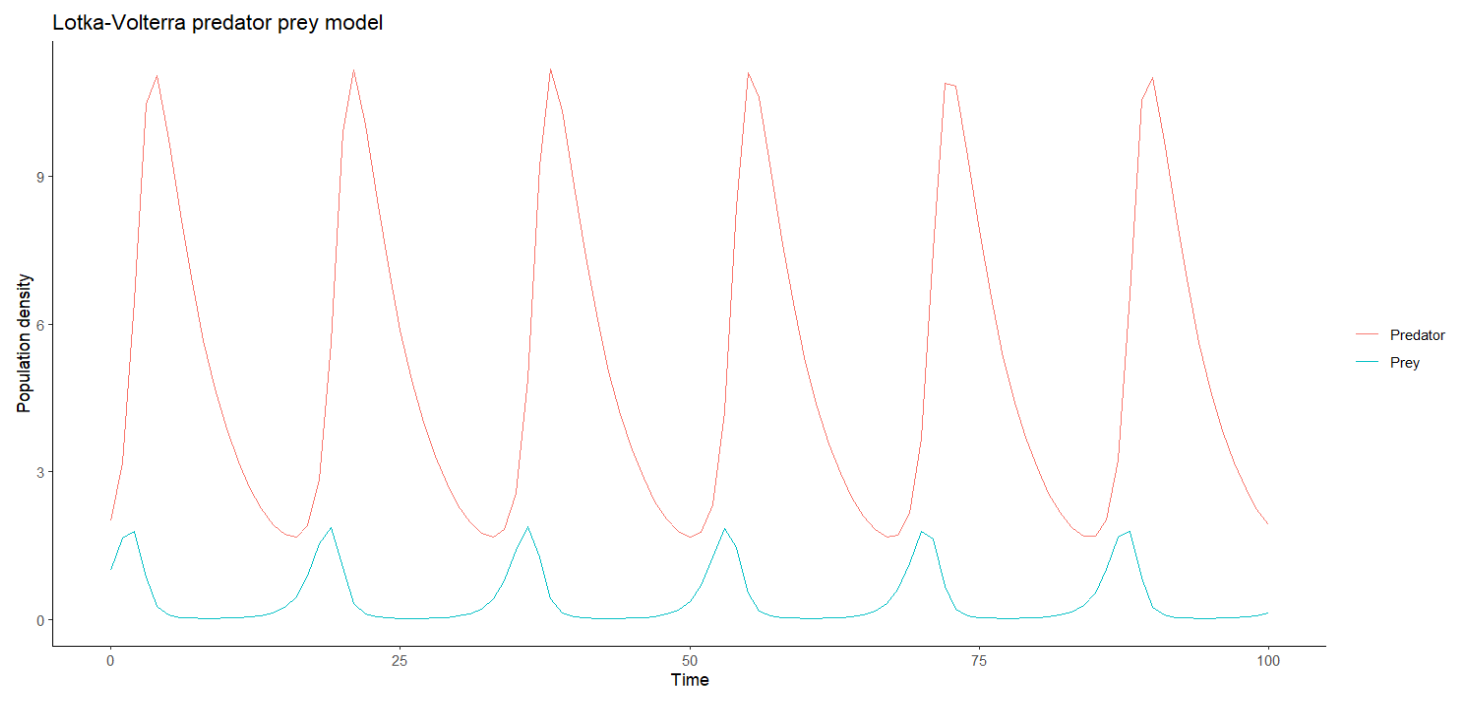 Lotka-Volterra predator prey model
Population density
9
6
3
0
0 25 50 75 100
Time
Predator
Prey